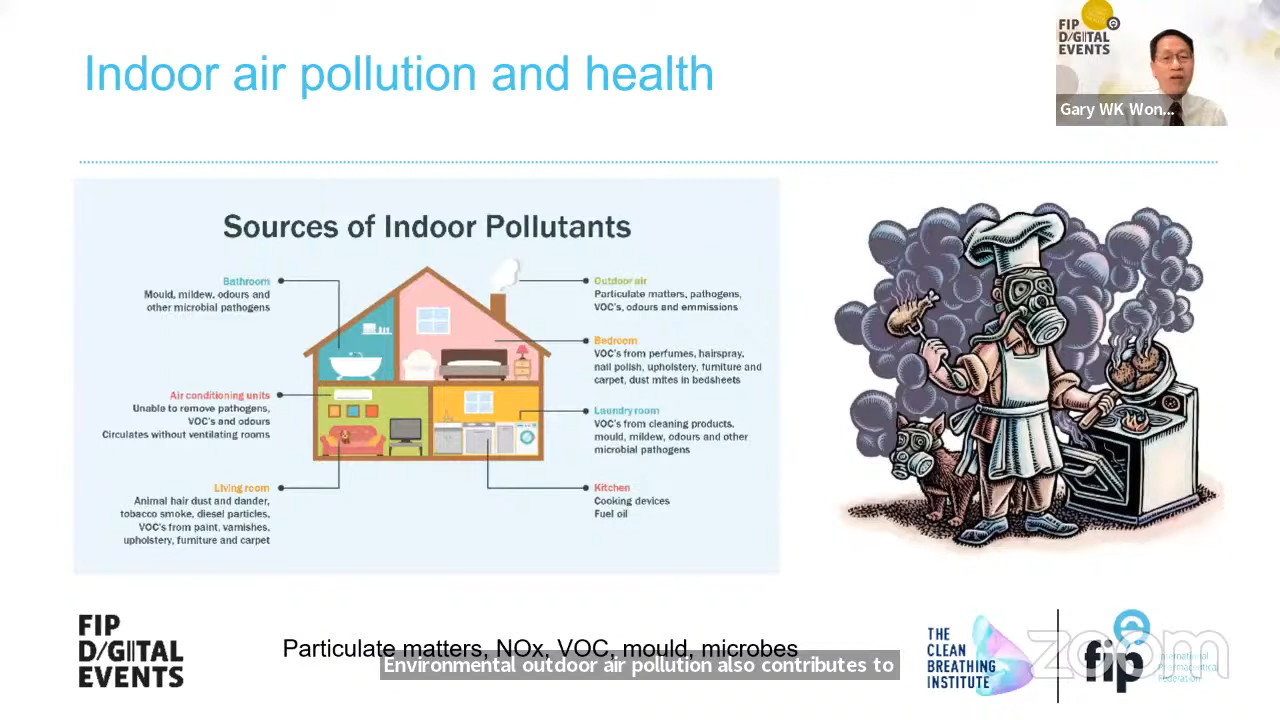 Indoor air pollution and health
FIP
D/G/TAL
EVENTS
Gary WK Won...
Sources of Indoor Pollutants
Bathroom
Mould, mildew, odours and
other microbial pathogens
Air conditioning units
Unable to remove pathogens,
VOC's and odours
Circulates without ventilating rooms
Living room
Animal hair dust and dander,
tobacco smoke, diesel particles,
VOC's from paint, varnishes,
upholstery, furniture and carpet
Outdoor air
Particulate matters, pathogens,
VOC's, odours and emmissions
Bedroom
VOC's from perfumes, hairspray,
nail polish, upholstery, furniture and
carpet, dust mites in bedsheets
Laundry room
VOC's from cleaning products,
mould, mildew, odours and other
microbial pathogens
Kitchen
Cooking devices
Fuel oil
FIP
D/G/TAL
EVENTS
Particulate matters, NOx, VOC, mould, microbes
Environmental outdoor air pollution also contributes to
THE
CLEAN
BREATHING
INSTITUTE
fip
International
Pharmaceutical
Federation
zoom